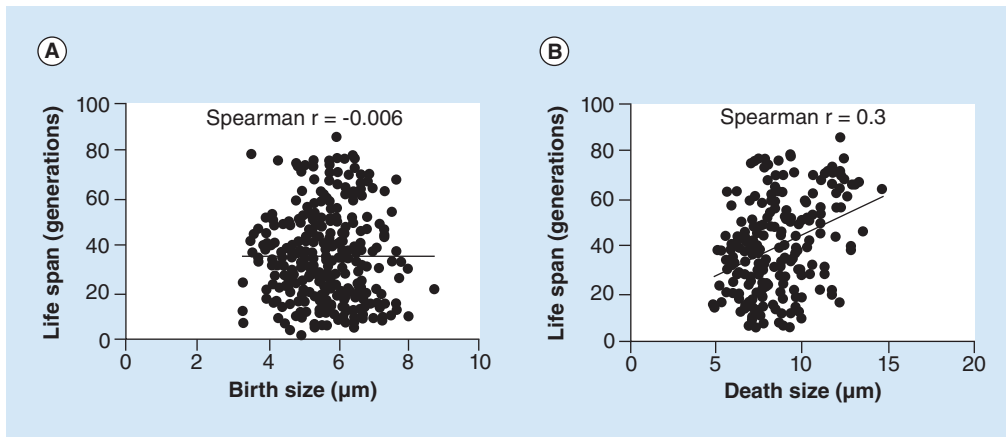 A
Spearman r = -0.006
Life span (generations)
100
80
60
40
20
0
0 2 4 6 8 10
Birth size (µm)
B
Spearman r = 0.3
Life span (generations)
100
80
60
40
20
0
0 5 10 15 20
Death size (µm)